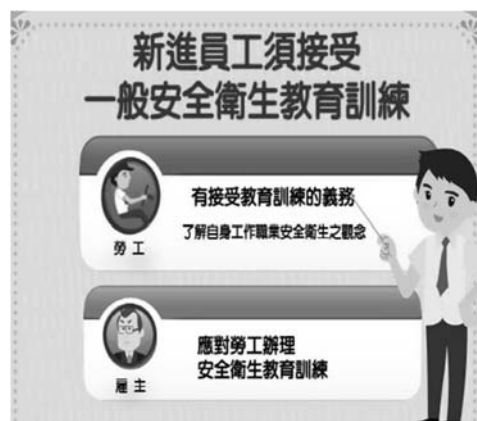 新進員工須接受
一般安全衛生教育訓練
有接受教育訓練的義務
了解自身工作職業安全衛生之觀念
勞工
應對勞工辦理
安全衛生教育訓練
雇主